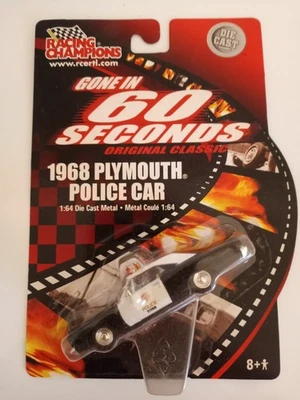 RACING
CHAMPIONS
www.rcertl.com
DIE
CAST
GONE IN
60
SECONDS
ORIGINAL CLASSIC
1968 PLYMOUTH®
POLICE CAR
1:64 Die Cast Metal • Métal Coulé 1:64
8+